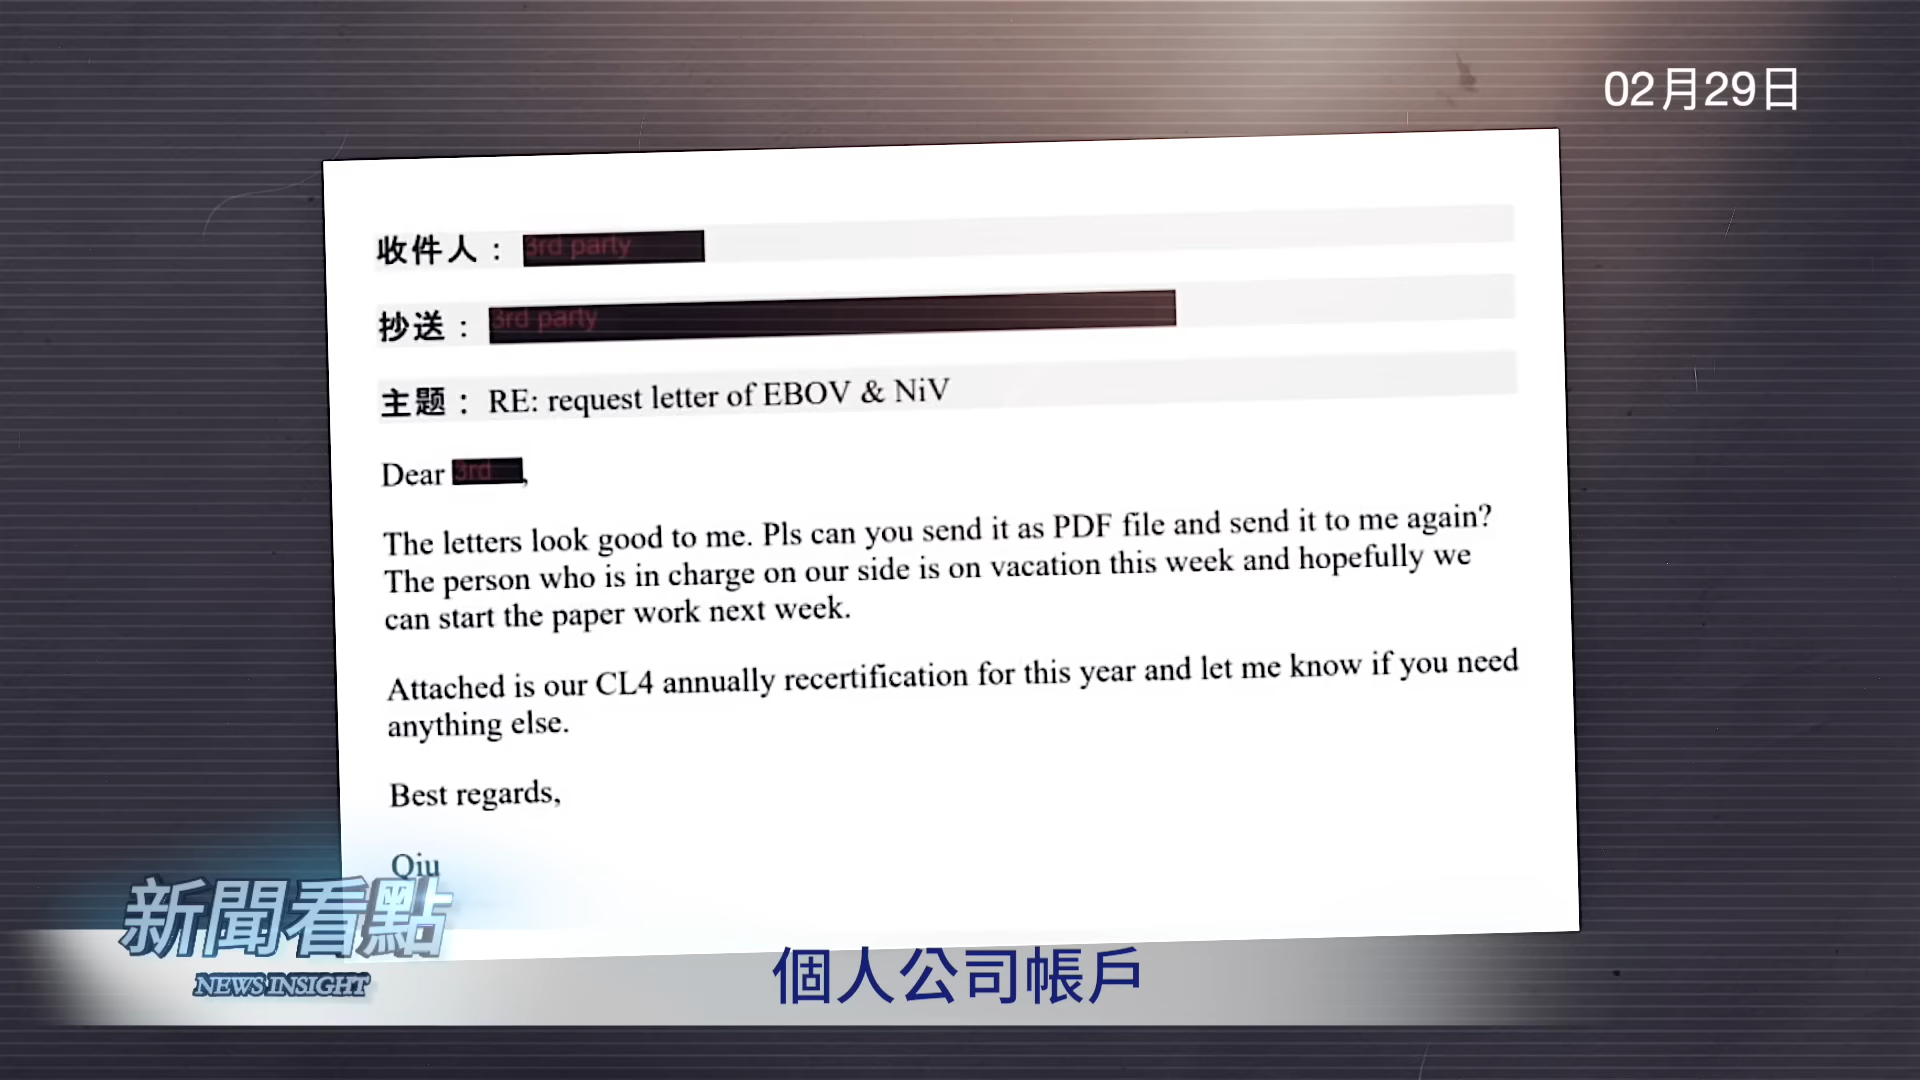 02月29日
收件人： 3rd party
抄送： 3rd party
主题： RE: request letter of EBOV & NiV
Dear 3rd,
The letters look good to me. Pls can you send it as PDF file and send it to me again?
The person who is in charge on our side is on vacation this week and hopefully we
can start the paper work next week.
Attached is our CL4 annually recertification for this year and let me know if you need
anything else.
Best regards,
Qiu
新聞看點
NEWS INSIGHT
個人公司帳戶